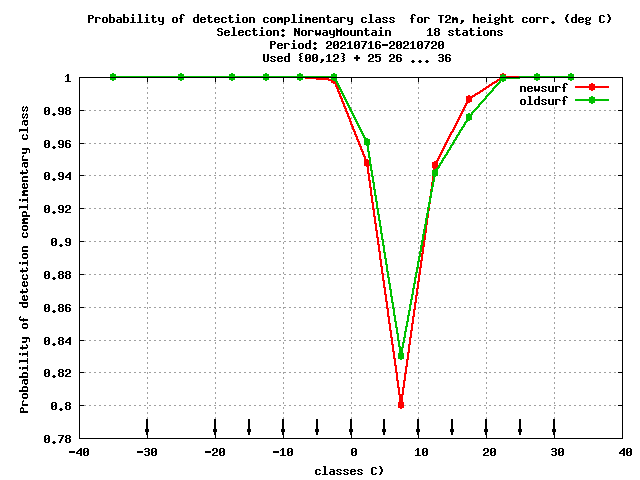 Probability of detection complimentary class  for T2m, height corr. (deg C)
Selection: NorwayMountain     18 stations
Period: 20210716-20210720
Used {00,12} + 25 26 ... 36
newsurf
oldsurf
Probability of detection complimentary class
1
0.98
0.96
0.94
0.92
0.9
0.88
0.86
0.84
0.82
0.8
0.78
-40 -30 -20 -10 0 10 20 30 40
classes C)